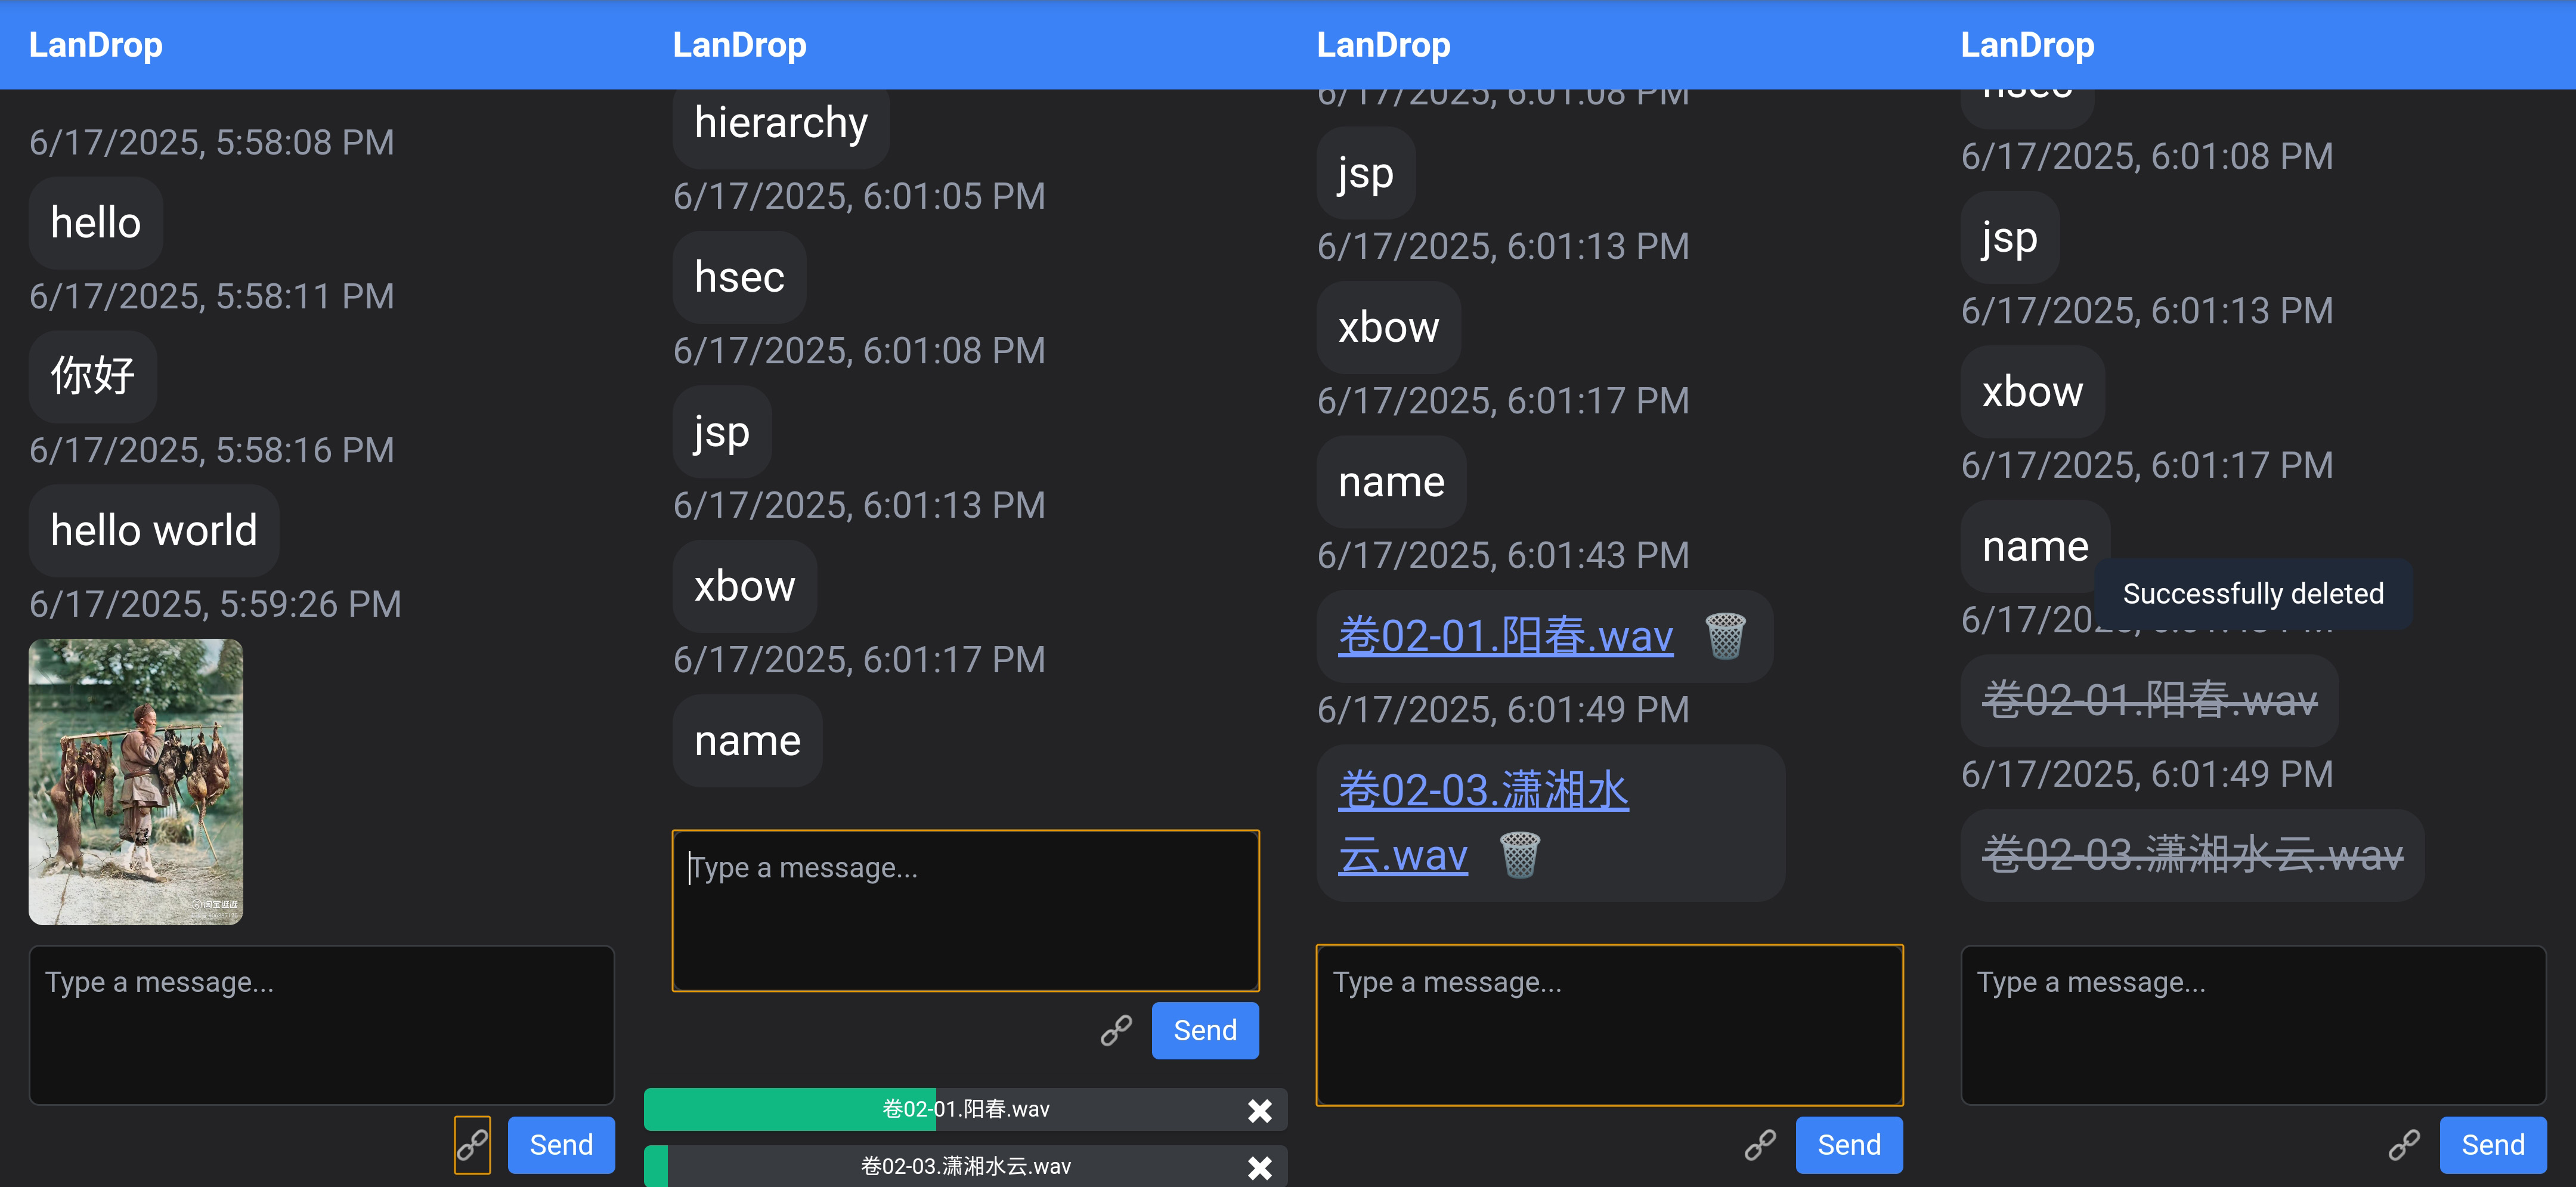 LanDrop
6/17/2025, 5:58:08 PM
hello
6/17/2025, 5:58:11 PM
你好
6/17/2025, 5:58:16 PM
hello world
6/17/2025, 5:59:26 PM
Type a message...
Send
LanDrop
hierarchy
6/17/2025, 6:01:05 PM
hsec
6/17/2025, 6:01:08 PM
jsp
6/17/2025, 6:01:13 PM
xbow
6/17/2025, 6:01:17 PM
name
Type a message...
Send
卷02-01.阳春.wav
卷02-03.潇湘水云.wav
LanDrop
6/17/2025, 6:01:08 PM
jsp
6/17/2025, 6:01:13 PM
xbow
6/17/2025, 6:01:17 PM
name
6/17/2025, 6:01:43 PM
卷02-01.阳春.wav
6/17/2025, 6:01:49 PM
卷02-03.潇湘水
云.wav
Type a message...
Send
LanDrop
hsec
6/17/2025, 6:01:08 PM
jsp
6/17/2025, 6:01:13 PM
xbow
6/17/2025, 6:01:17 PM
name
Successfully deleted
6/17/20
卷02-01.阳春.wav
6/17/2025, 6:01:49 PM
卷02-03.潇湘水云.wav
Type a message...
Send